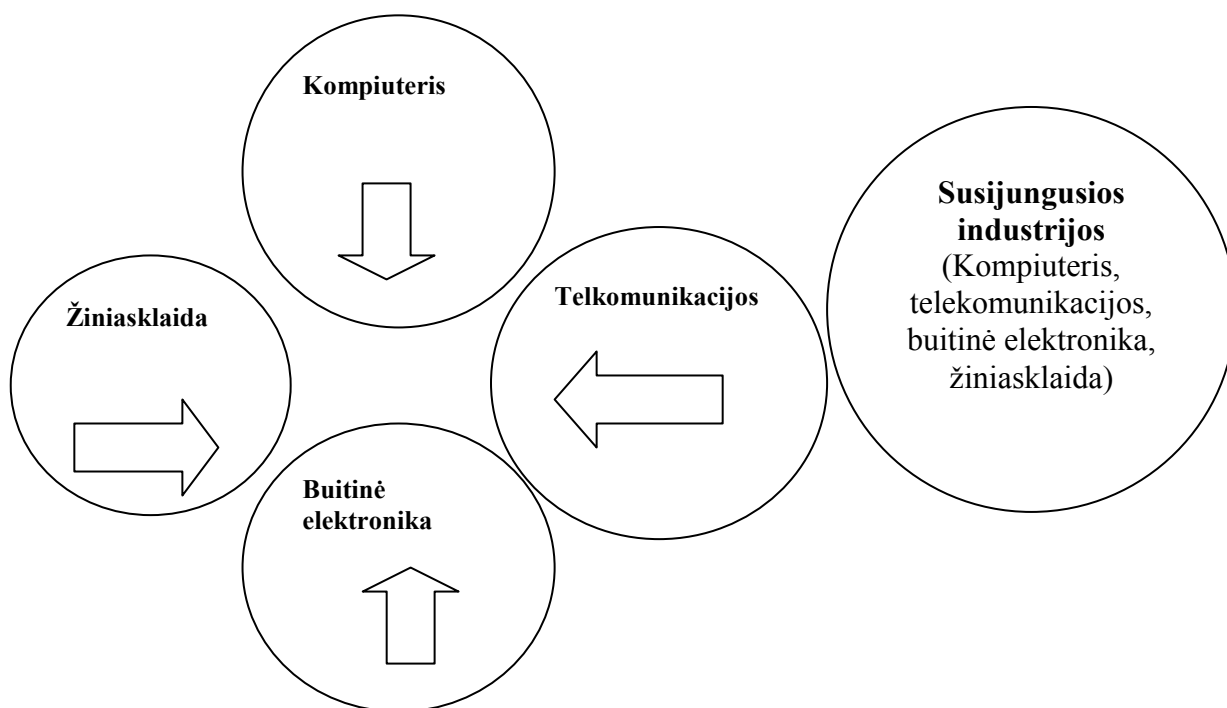 Kompiuteris
Žiniasklaida
Telkomunikacijos
Buitinė
elektronika
Susijungusios
industrijos
(Kompiuteris,
telekomunikacijos,
buitinė elektronika,
žiniasklaida)